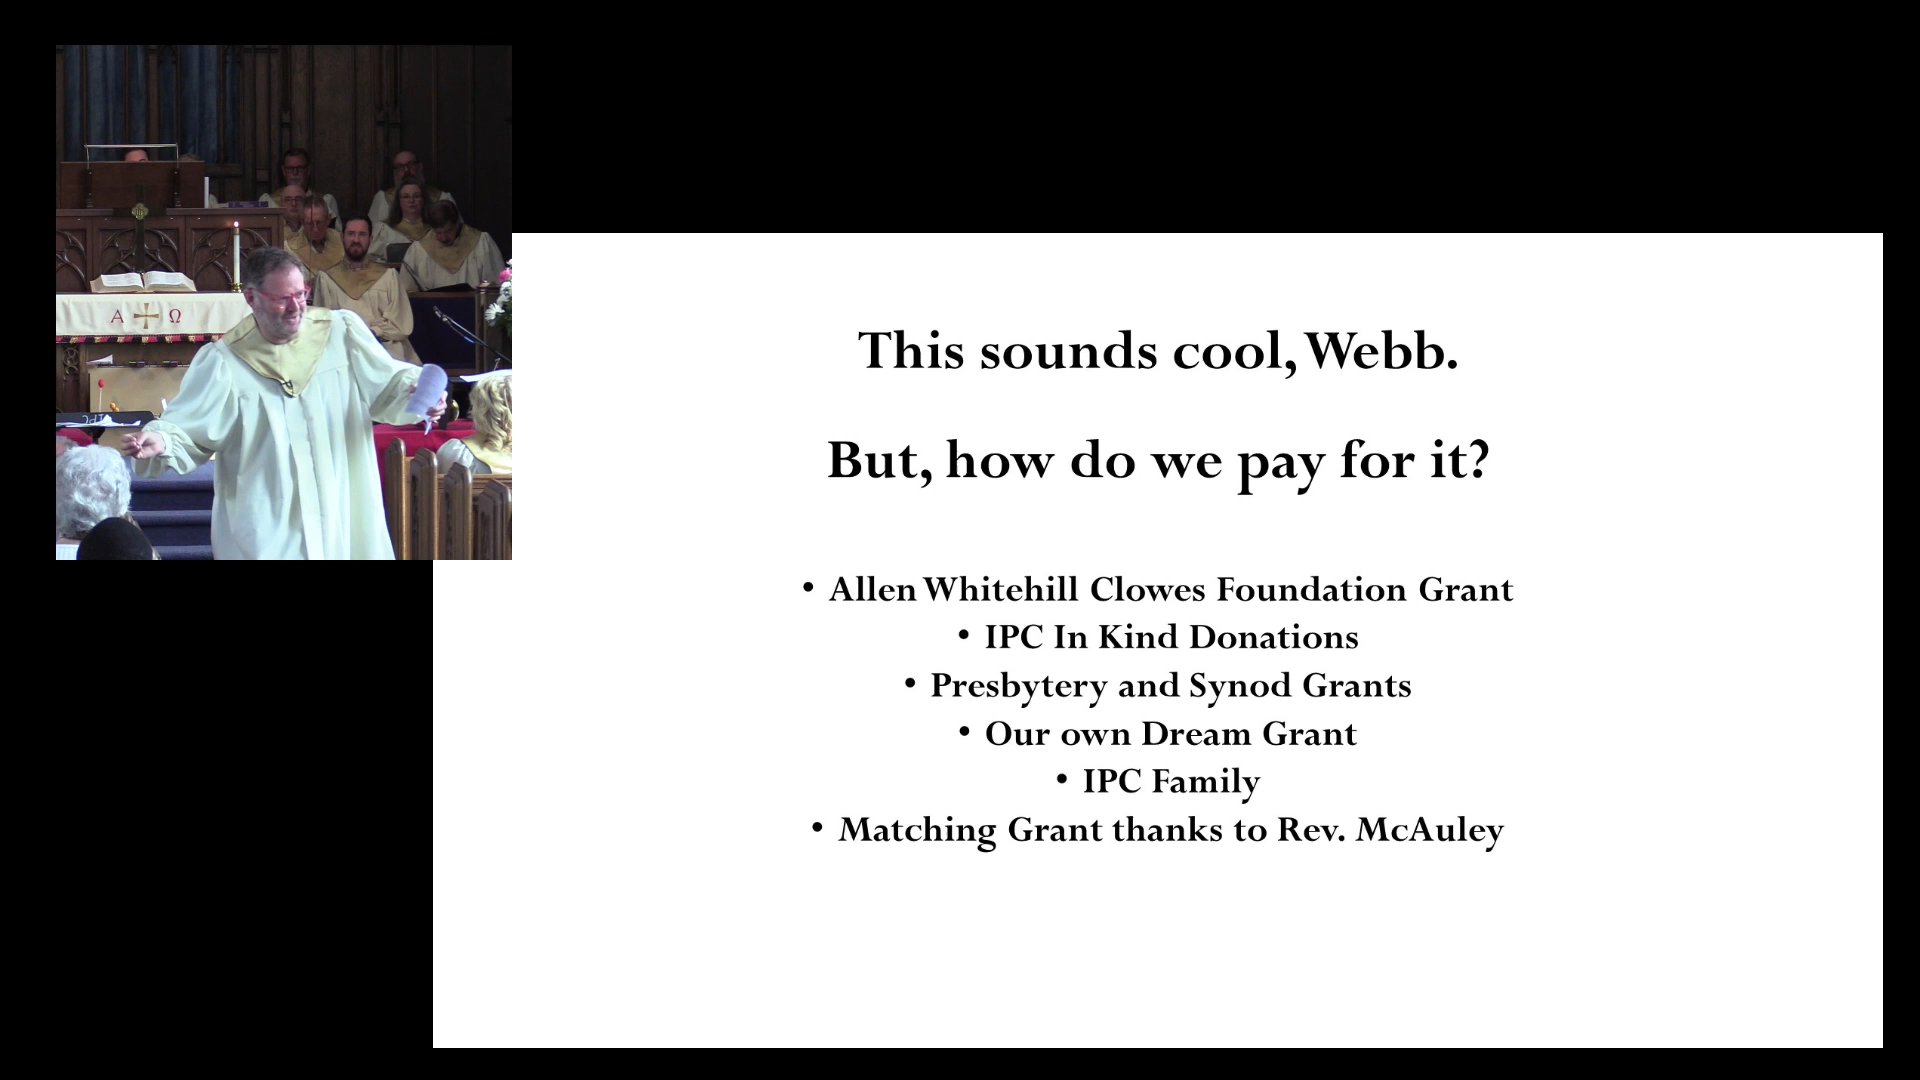 A Ω
IPC
This sounds cool, Webb.
But, how do we pay for it?
• Allen Whitehill Clowes Foundation Grant
• IPC In Kind Donations
• Presbytery and Synod Grants
• Our own Dream Grant
• IPC Family
• Matching Grant thanks to Rev. McAuley